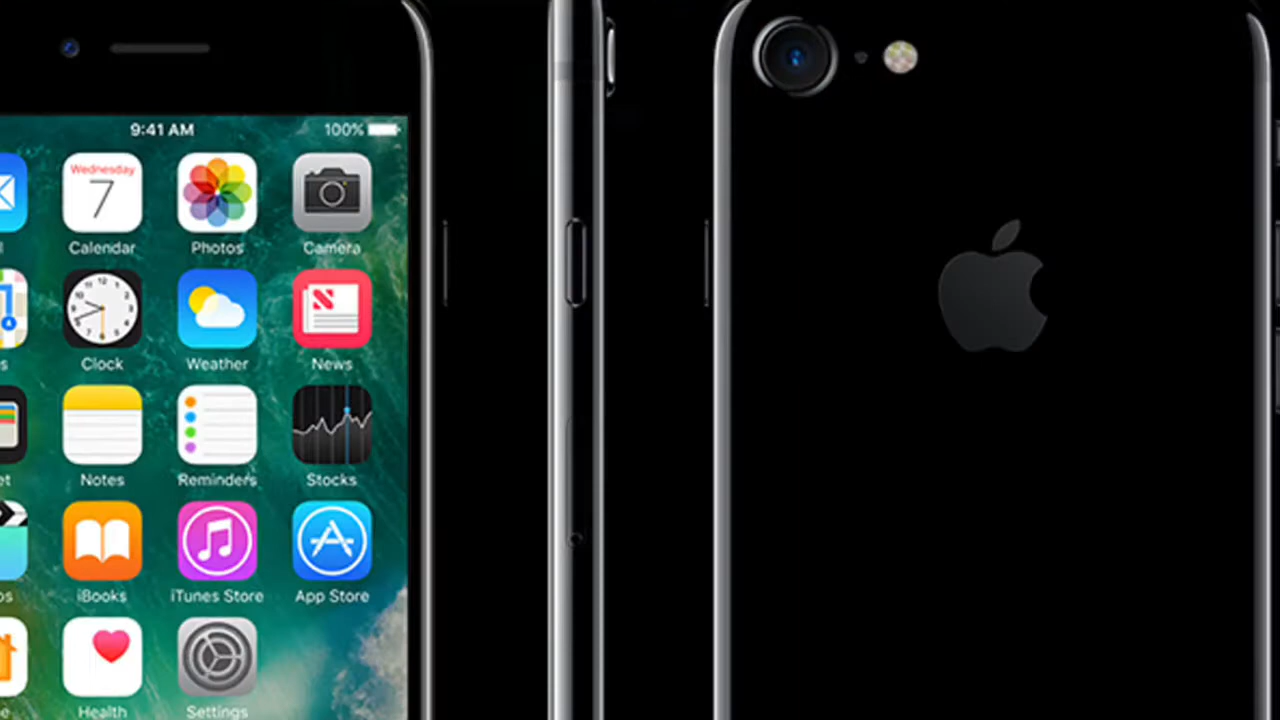 9:41 AM
100%
Wednesday
7
Calendar
Photos
Camera
Clock
Weather
News
Notes
Reminders
Stocks
iBooks
iTunes Store
App Store
Health
Settings